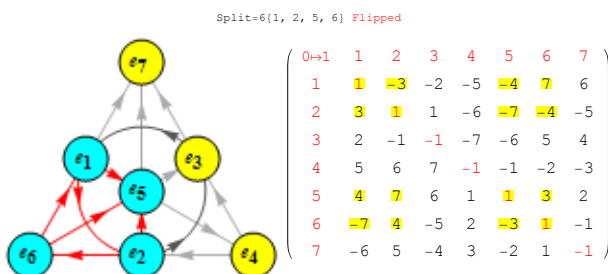 Split=6{1, 2, 5, 6} Flipped
e7
e1
e3
e5
e6
e2
e4
0↦1 1 2 3 4 5 6 7
1 1 −3 −2 −5 −4 7 6
2 3 1 1 −6 −7 −4 −5
3 2 −1 −1 −7 −6 5 4
4 5 6 7 −1 −1 −2 −3
5 4 7 6 1 1 3 2
6 −7 4 −5 2 −3 1 −1
7 −6 5 −4 3 −2 1 −1